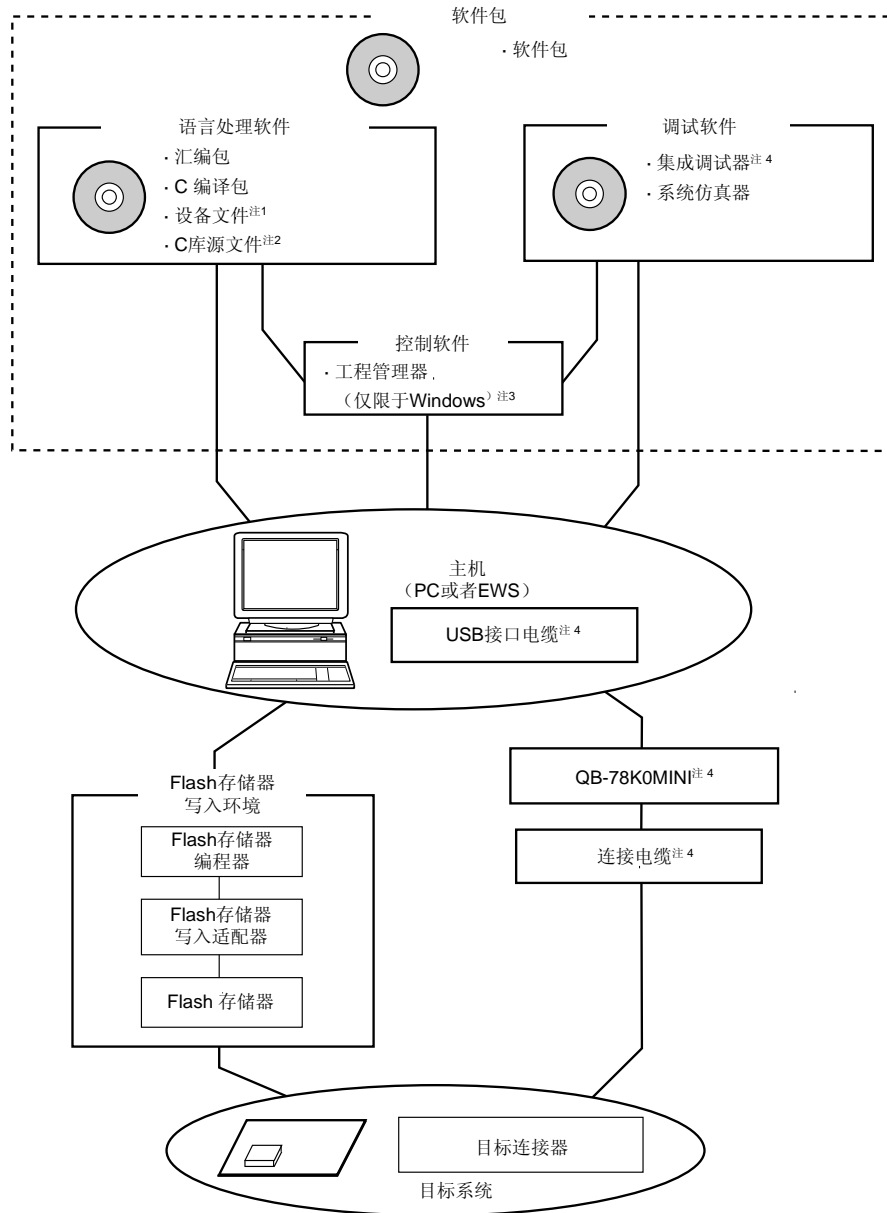 软件包
· 软件包
语言处理软件
· 汇编包
· C 编译包
· 设备文件注1
· C库源文件注2
调试软件
· 集成调试器注 4
· 系统仿真器
控制软件
· 工程管理器
（仅限于Windows）注3
主机
（PC或者EWS）
USB接口电缆注 4
Flash存储器
写入环境
Flash存储器
编程器
Flash存储器
写入适配器
Flash 存储器
QB-78K0MINI注 4
连接电缆注 4
目标连接器
目标系统